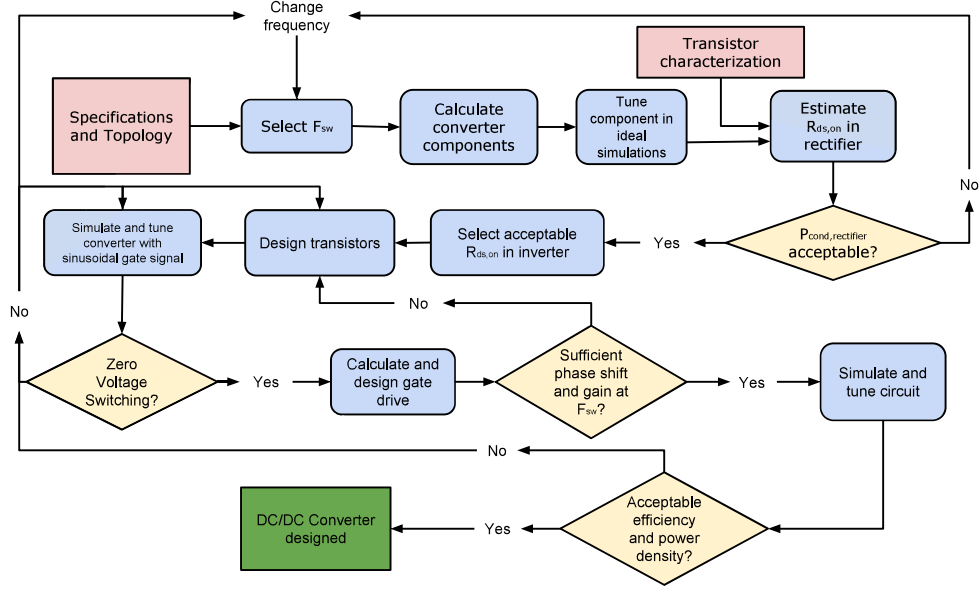 Change
frequency
Transistor
characterization
Specifications
and Topology
Select Fsw
Calculate
converter
components
Tune
component in
ideal
simulations
Estimate
Rds,on in
rectifier
No
Simulate and tune
converter with
sinusoidal gate signal
Design transistors
Select acceptable
Rds,on in inverter
Yes
Pcond,rectifier
acceptable?
No
No
Zero
Voltage
Switching?
Yes
Calculate and
design gate
drive
Sufficient
phase shift
and gain at
Fsw?
Yes
Simulate and
tune circuit
No
DC/DC Converter
designed
Yes
Acceptable
efficiency
and power
density?